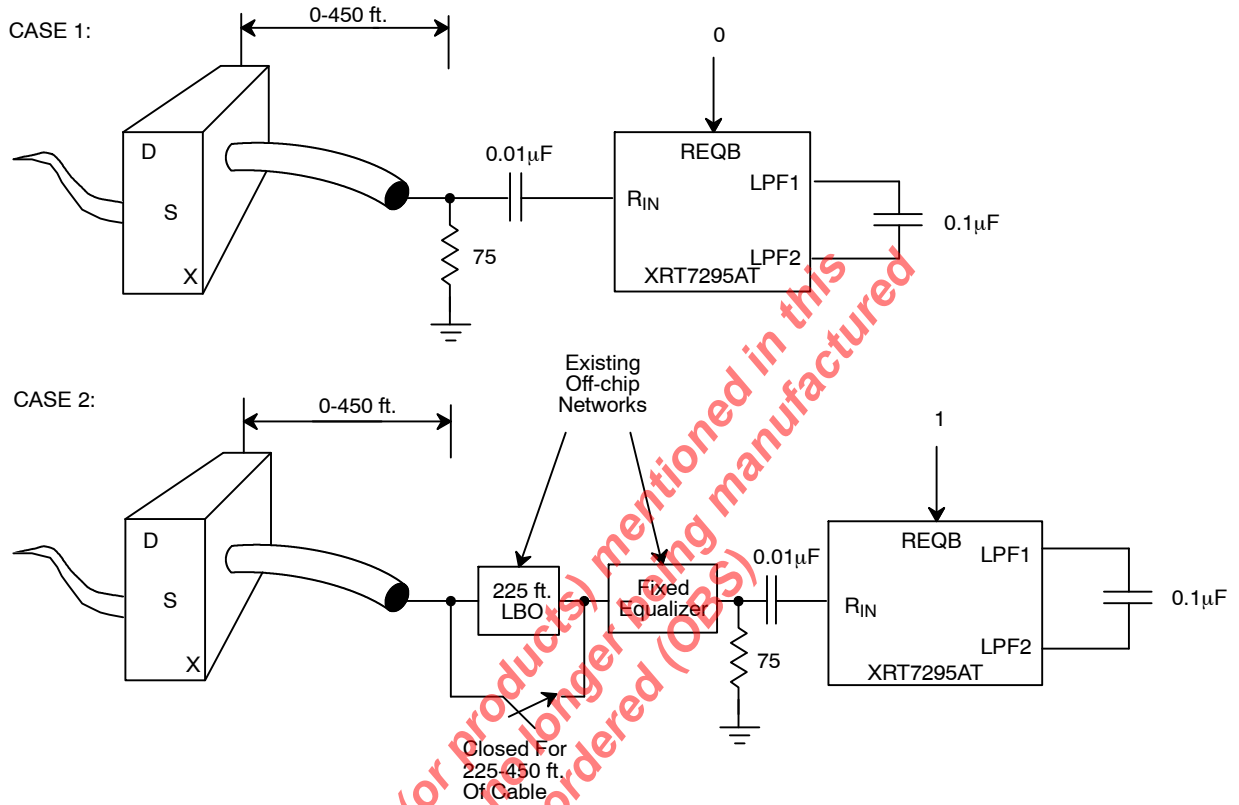 CASE 1:
0-450 ft.
0
D
S
X
0.01µF
75
REQB
R_IN
LPF1
LPF2
XRT7295AT
0.1µF
CASE 2:
0-450 ft.
Existing
Off-chip
Networks
1
D
S
X
225 ft.
LBO
Fixed
Equalizer
0.01µF
75
Closed For
225-450 ft.
Of Cable
REQB
R_IN
LPF1
LPF2
XRT7295AT
0.1µF
(or products) mentioned in this
no longer being manufactured
ordered (OBS)